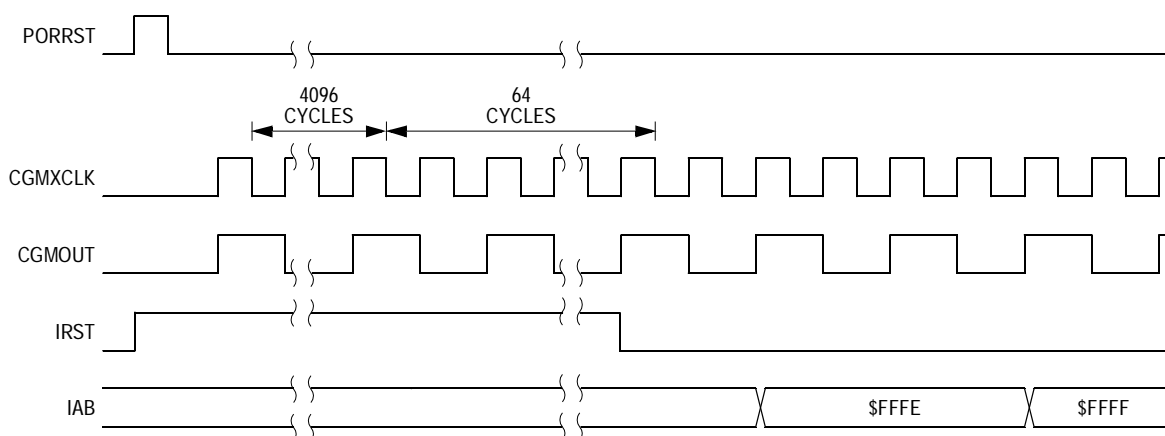 PORRST
4096
CYCLES
64
CYCLES
CGMXCLK
CGMOUT
IRST
IAB
$FFFE
$FFFF